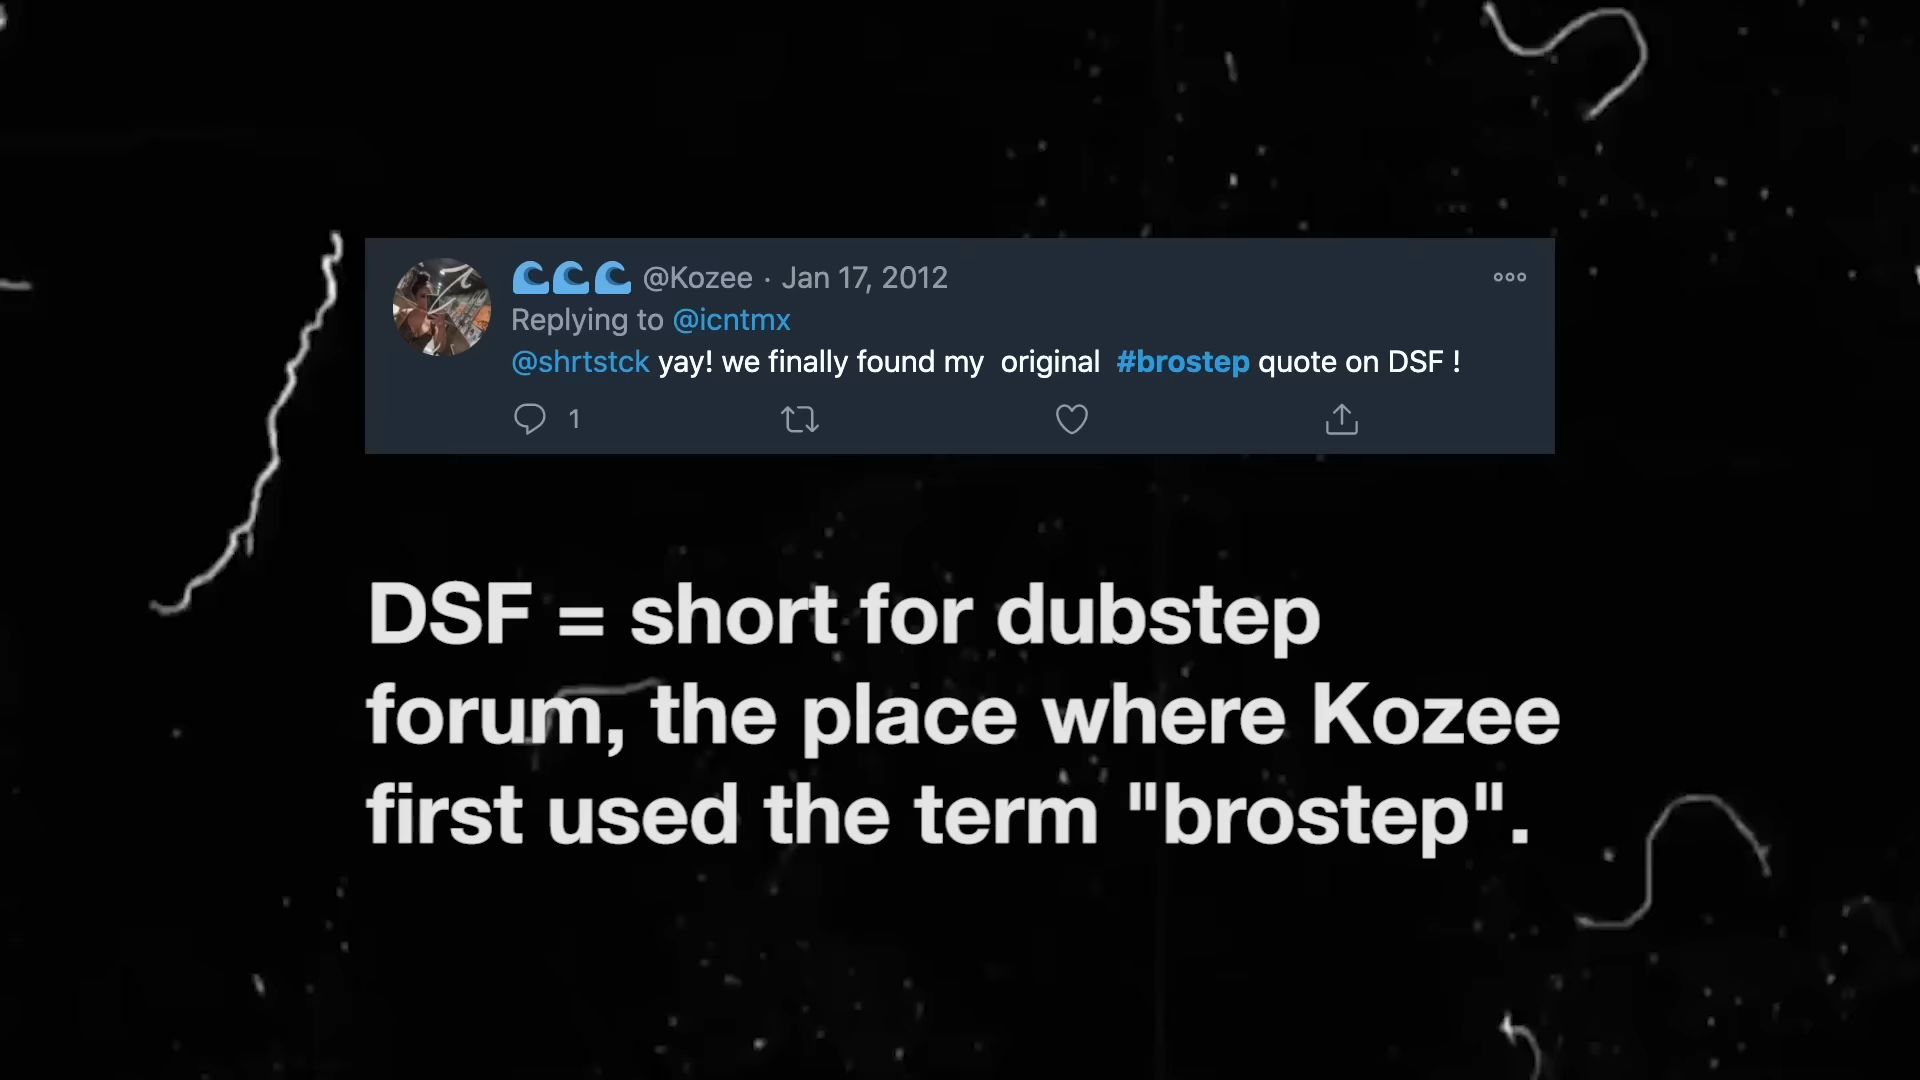 🌊🌊🌊 @Kozee · Jan 17, 2012
Replying to @icntmx
@shrtstck yay! we finally found my original #brostep quote on DSF !
1
DSF = short for dubstep
forum, the place where Kozee
first used the term "brostep".